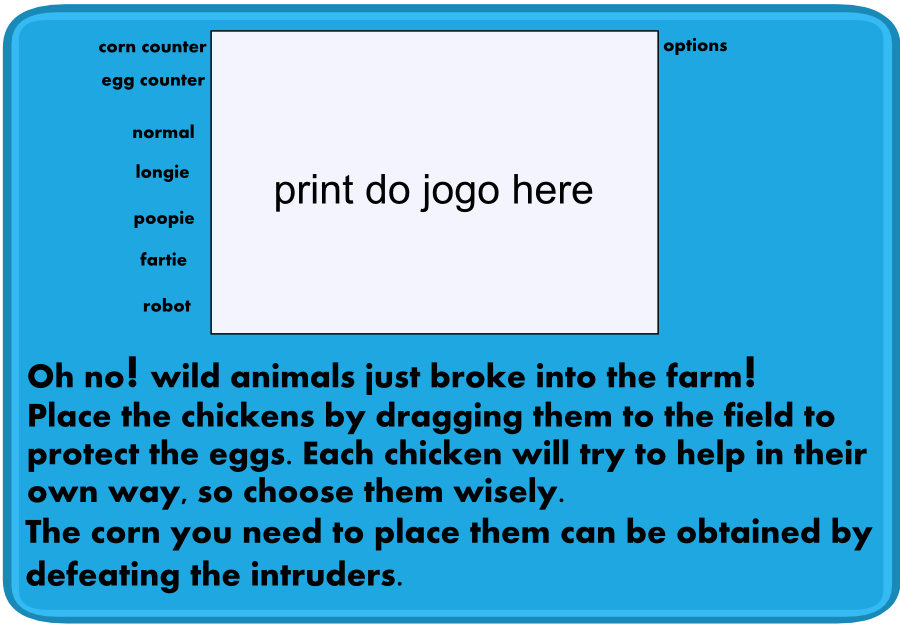 corn counter
options
egg counter
normal
longie
print do jogo here
poopie
fartie
robot
Oh no! wild animals just broke into the farm!
Place the chickens by dragging them to the field to
protect the eggs. Each chicken will try to help in their
own way, so choose them wisely.
The corn you need to place them can be obtained by
defeating the intruders.